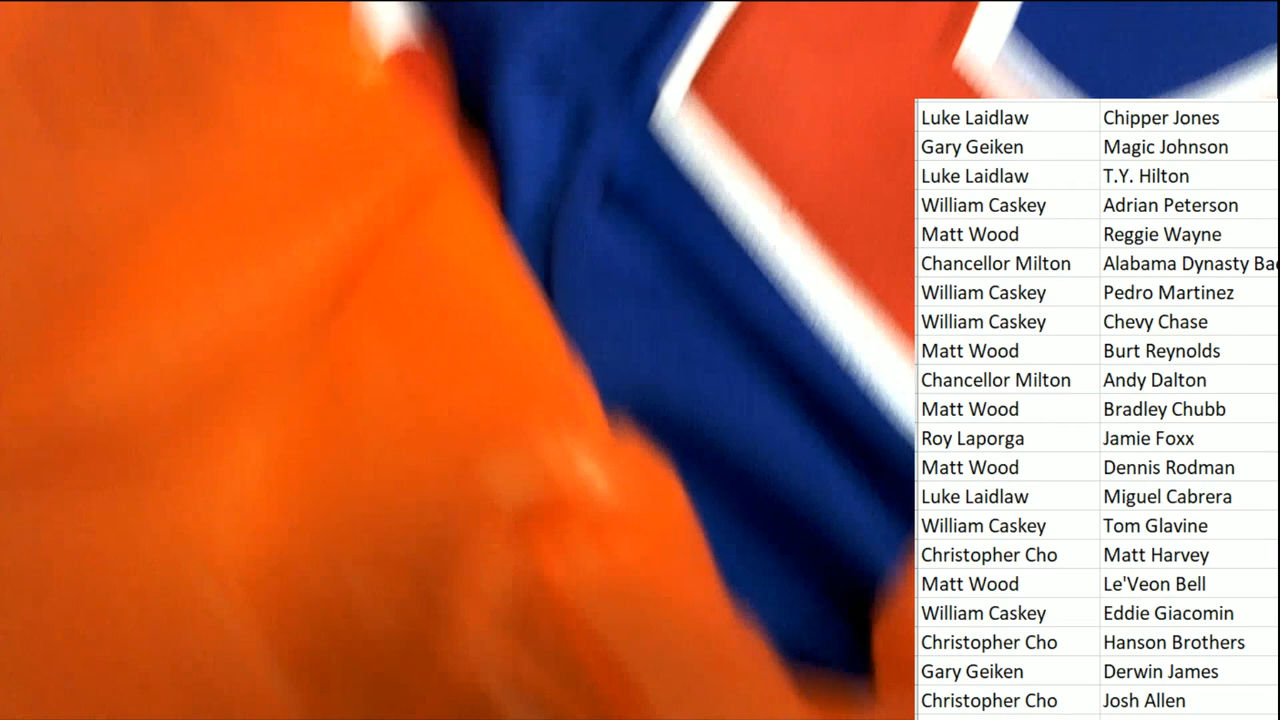 Luke Laidlaw Chipper Jones
Gary Geiken Magic Johnson
Luke Laidlaw T.Y. Hilton
William Caskey Adrian Peterson
Matt Wood Reggie Wayne
Chancellor Milton Alabama Dynasty
William Caskey Pedro Martinez
William Caskey Chevy Chase
Matt Wood Burt Reynolds
Chancellor Milton Andy Dalton
Matt Wood Bradley Chubb
Roy Laporga Jamie Foxx
Matt Wood Dennis Rodman
Luke Laidlaw Miguel Cabrera
William Caskey Tom Glavine
Christopher Cho Matt Harvey
Matt Wood Le'Veon Bell
William Caskey Eddie Giacomin
Christopher Cho Hanson Brothers
Gary Geiken Derwin James
Christopher Cho Josh Allen